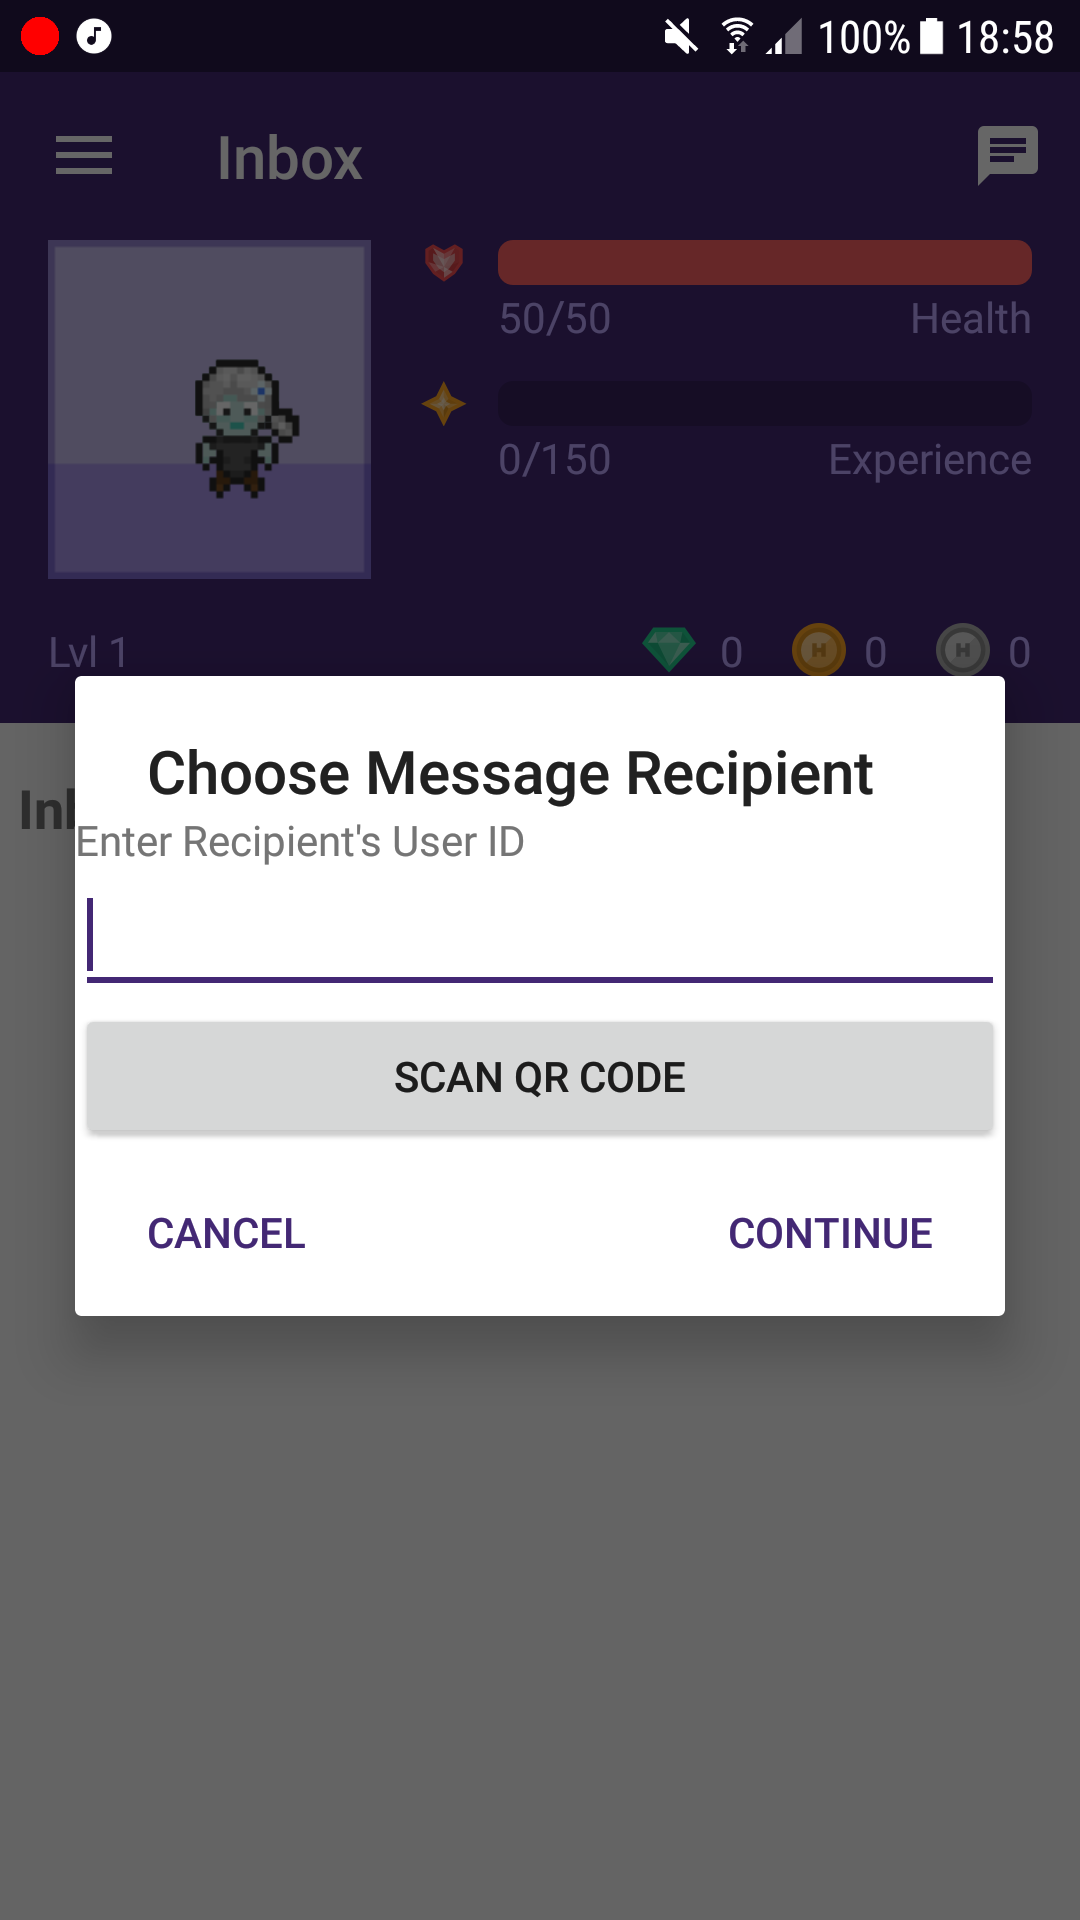 100% 18:58
Inbox
50/50 Health
0/150 Experience
Lvl 1 0 0 0
Choose Message Recipient
Enter Recipient's User ID
SCAN QR CODE
CANCEL CONTINUE